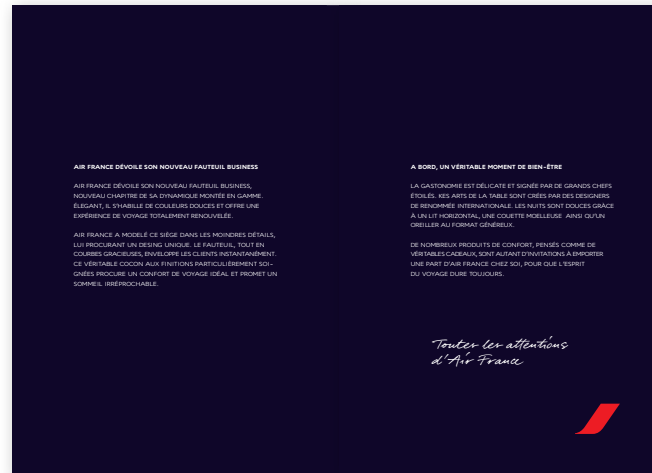 AIR FRANCE DÉVOILE SON NOUVEAU FAUTEUIL BUSINESS
AIR FRANCE DÉVOILE SON NOUVEAU FAUTEUIL BUSINESS,
NOUVEAU CHAPITRE DE SA DYNAMIQUE MONTÉE EN GAMME.
ÉLEGANT, IL S'HABILLE DE COULEURS DOUCES ET OFFRE UNE
EXPÉRIENCE DE VOYAGE TOTALEMENT RENOUVELÉE.
AIR FRANCE A MODELÉ CE SIÈGE DANS LES MOINDRES DÉTAILS,
LUI PROCURANT UN DESING UNIQUE. LE FAUTEUIL, TOUT EN
COURBES GRACIEUSES, ENVELOPPE LES CLIENTS INSTANTANÉMENT.
CE VÉRITABLE COCON AUX FINITIONS PARTICULIÈREMENT SOI-
GNÉES PROCURE UN CONFORT DE VOYAGE IDÉAL ET PROMET UN
SOMMEIL IRRÉPROCHABLE.
A BORD, UN VÉRITABLE MOMENT DE BIEN-ÊTRE
LA GASTONOMIE EST DÉLICATE ET SIGNÉE PAR DE GRANDS CHEFS
ÉTOILÉS. KES ARTS DE LA TABLE SONT CRÉES PAR DES DESIGNERS
DE RENOMMÉE INTERNATIONALE. LES NUITS SONT DOUCES GRÂCE
À UN LIT HORIZONTAL, UNE COUETTE MOELLEUSE AINSI QU'UN
OREILLER AU FORMAT GÉNÉREUX.
DE NOMBREUX PRODUITS DE CONFORT, PENSÉS COMME DE
VÉRITABLES CADEAUX, SONT AUTANT D'INVITATIONS À EMPORTER
UNE PART D'AIR FRANCE CHEZ SOI, POUR QUE L'ESPRIT
DU VOYAGE DURE TOUJOURS.
Toutes les attentions
d'Air France